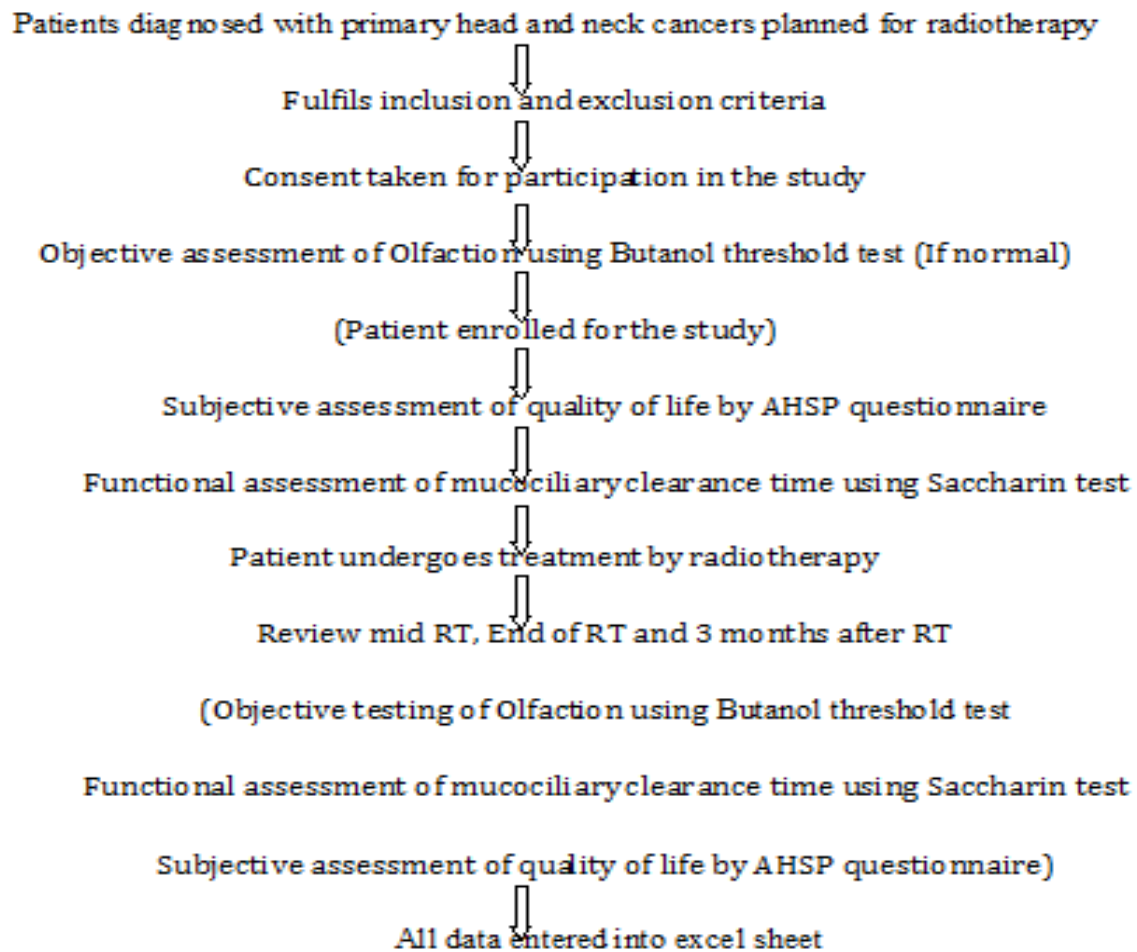 Patients diagnosed with primary head and neck cancers planned for radiotherapy
Fulfils inclusion and exclusion criteria
Consent taken for participation in the study
Objective assessment of Olfaction using Butanol threshold test (If normal)
(Patient enrolled for the study)
Subjective assessment of quality of life by AHSP questionnaire
Functional assessment of mucociliary clearance time using Saccharin test
Patient undergoes treatment by radiotherapy
Review mid RT, End of RT and 3 months after RT
(Objective testing of Olfaction using Butanol threshold test
Functional assessment of mucociliary clearance time using Saccharin test
Subjective assessment of quality of life by AHSP questionnaire)
All data entered into excel sheet